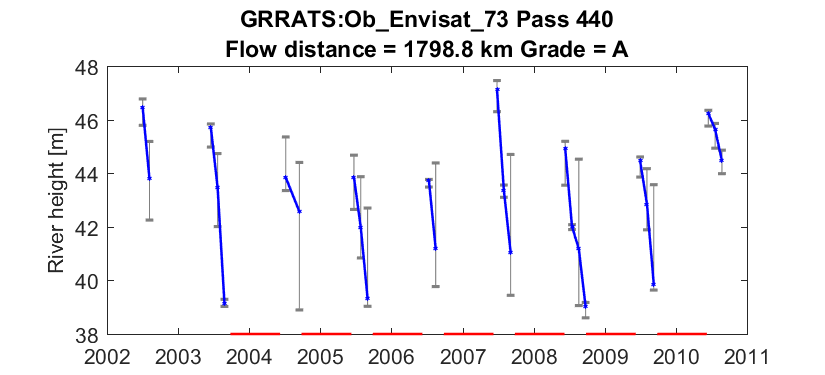 GRRATS:Ob_Envisat_73 Pass 440
Flow distance = 1798.8 km Grade = A
River height [m]
48
46
44
42
40
38
2002 2003 2004 2005 2006 2007 2008 2009 2010 2011